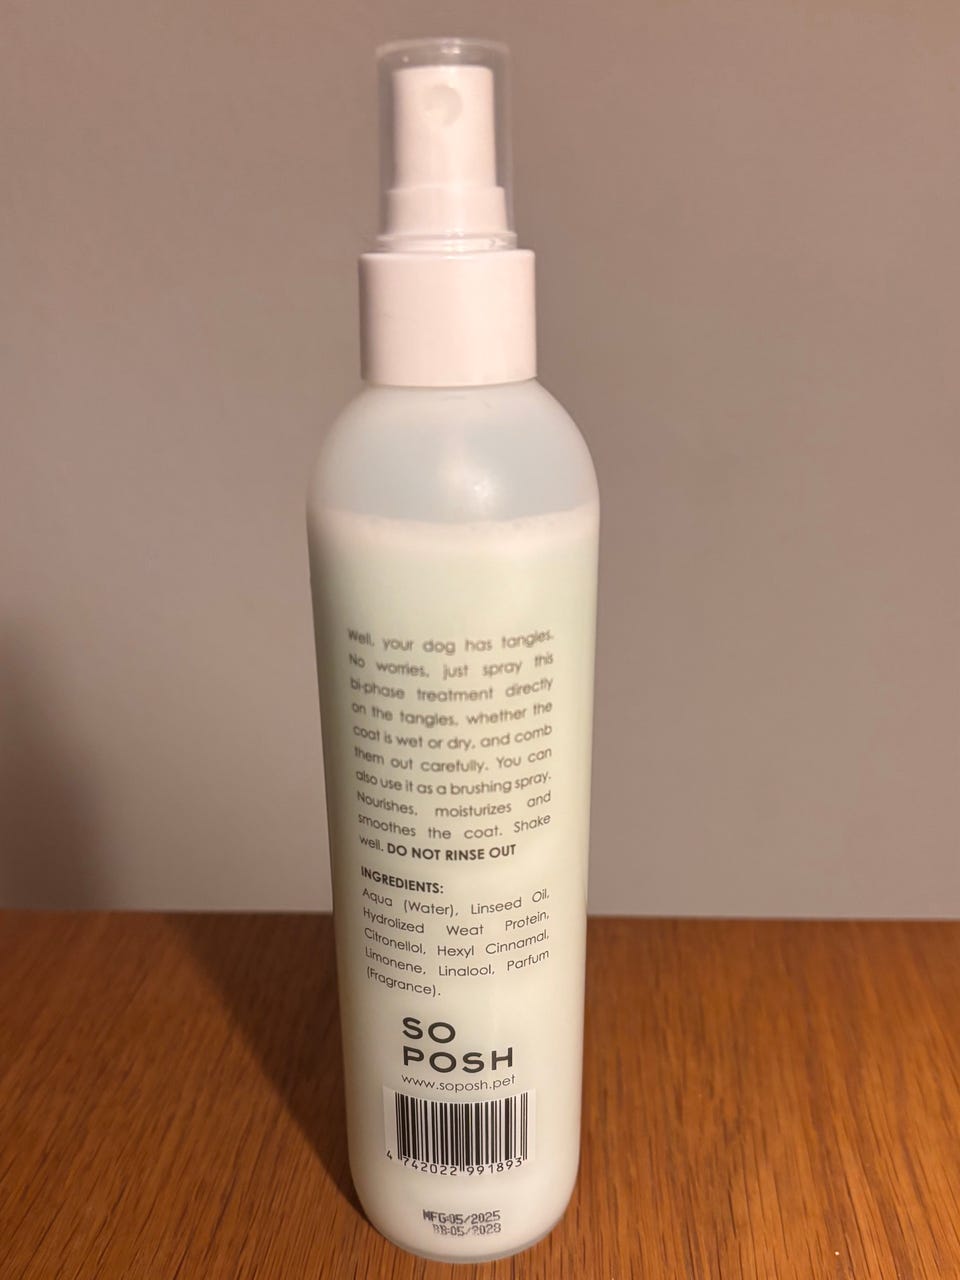 Well, your dog has tangles.
No worries, just spray this
bi-phase treatment directly
on the tangles, whether the
coat is wet or dry, and comb
them out carefully. You can
also use it as a brushing spray.
Nourishes, moisturizes and
smoothes the coat. Shake
well. DO NOT RINSE OUT
INGREDIENTS:
Aqua (Water), Linseed Oil,
Hydrolized Weat Protein,
Citronellol, Hexyl Cinnamal,
Limonene, Linalool, Parfum
(Fragrance).
SO
POSH
www.soposh.pet
4 742022 991893
MFG:05/2025
BB:05/2028